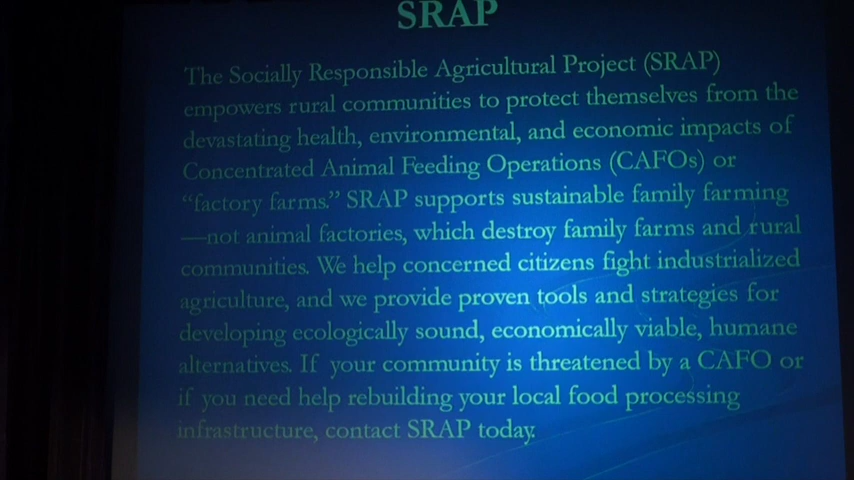 SRAP
The Socially Responsible Agricultural Project (SRAP)
empowers rural communities to protect themselves from the
devastating health, environmental, and economic impacts of
Concentrated Animal Feeding Operations (CAFOs) or
“factory farms.” SRAP supports sustainable family farming
—not animal factories, which destroy family farms and rural
communities. We help concerned citizens fight industrialized
agriculture, and we provide proven tools and strategies for
developing ecologically sound, economically viable, humane
alternatives. If your community is threatened by a CAFO or
if you need help rebuilding your local food processing
infrastructure, contact SRAP today.